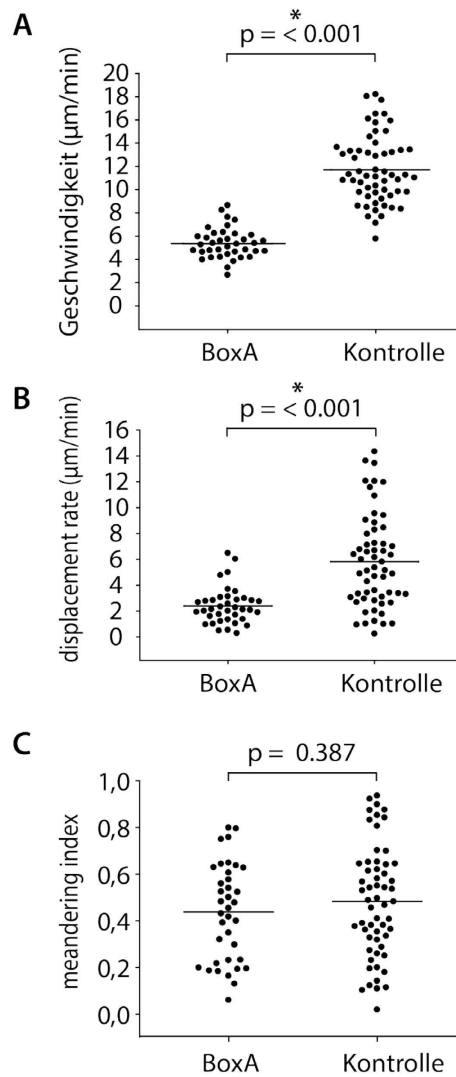 A
*
p = < 0.001
Geschwindigkeit (µm/min)
20
18
16
14
12
10
8
6
4
2
0
BoxA Kontrolle
B
*
p = < 0.001
displacement rate (µm/min)
16
14
12
10
8
6
4
2
0
BoxA Kontrolle
C
p = 0.387
meandering index
1,0
0,8
0,6
0,4
0,2
0,0
BoxA Kontrolle